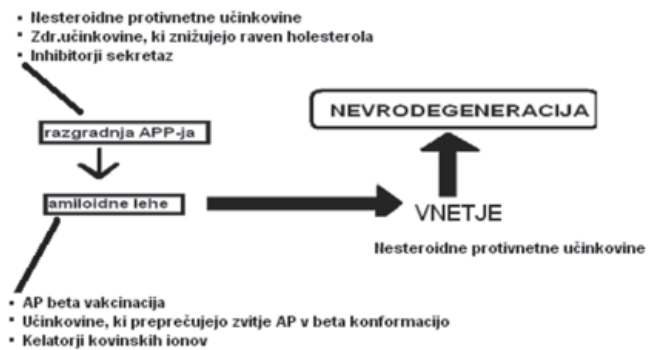 ▪ Nesteroidne protivnetne učinkovine
▪ Zdr.učinkovine, ki znižujejo raven holesterola
▪ Inhibitorji sekretaz
NEVRODEGENERACIJA
razgradnja APP-ja
amiloidne lehe
VNETJE
Nesteroidne protivnetne učinkovine
▪ AP beta vakcinacija
▪ Učinkovine, ki preprečujejo zvitje AP v beta konformacijo
▪ Kelatorji kovinskih ionov